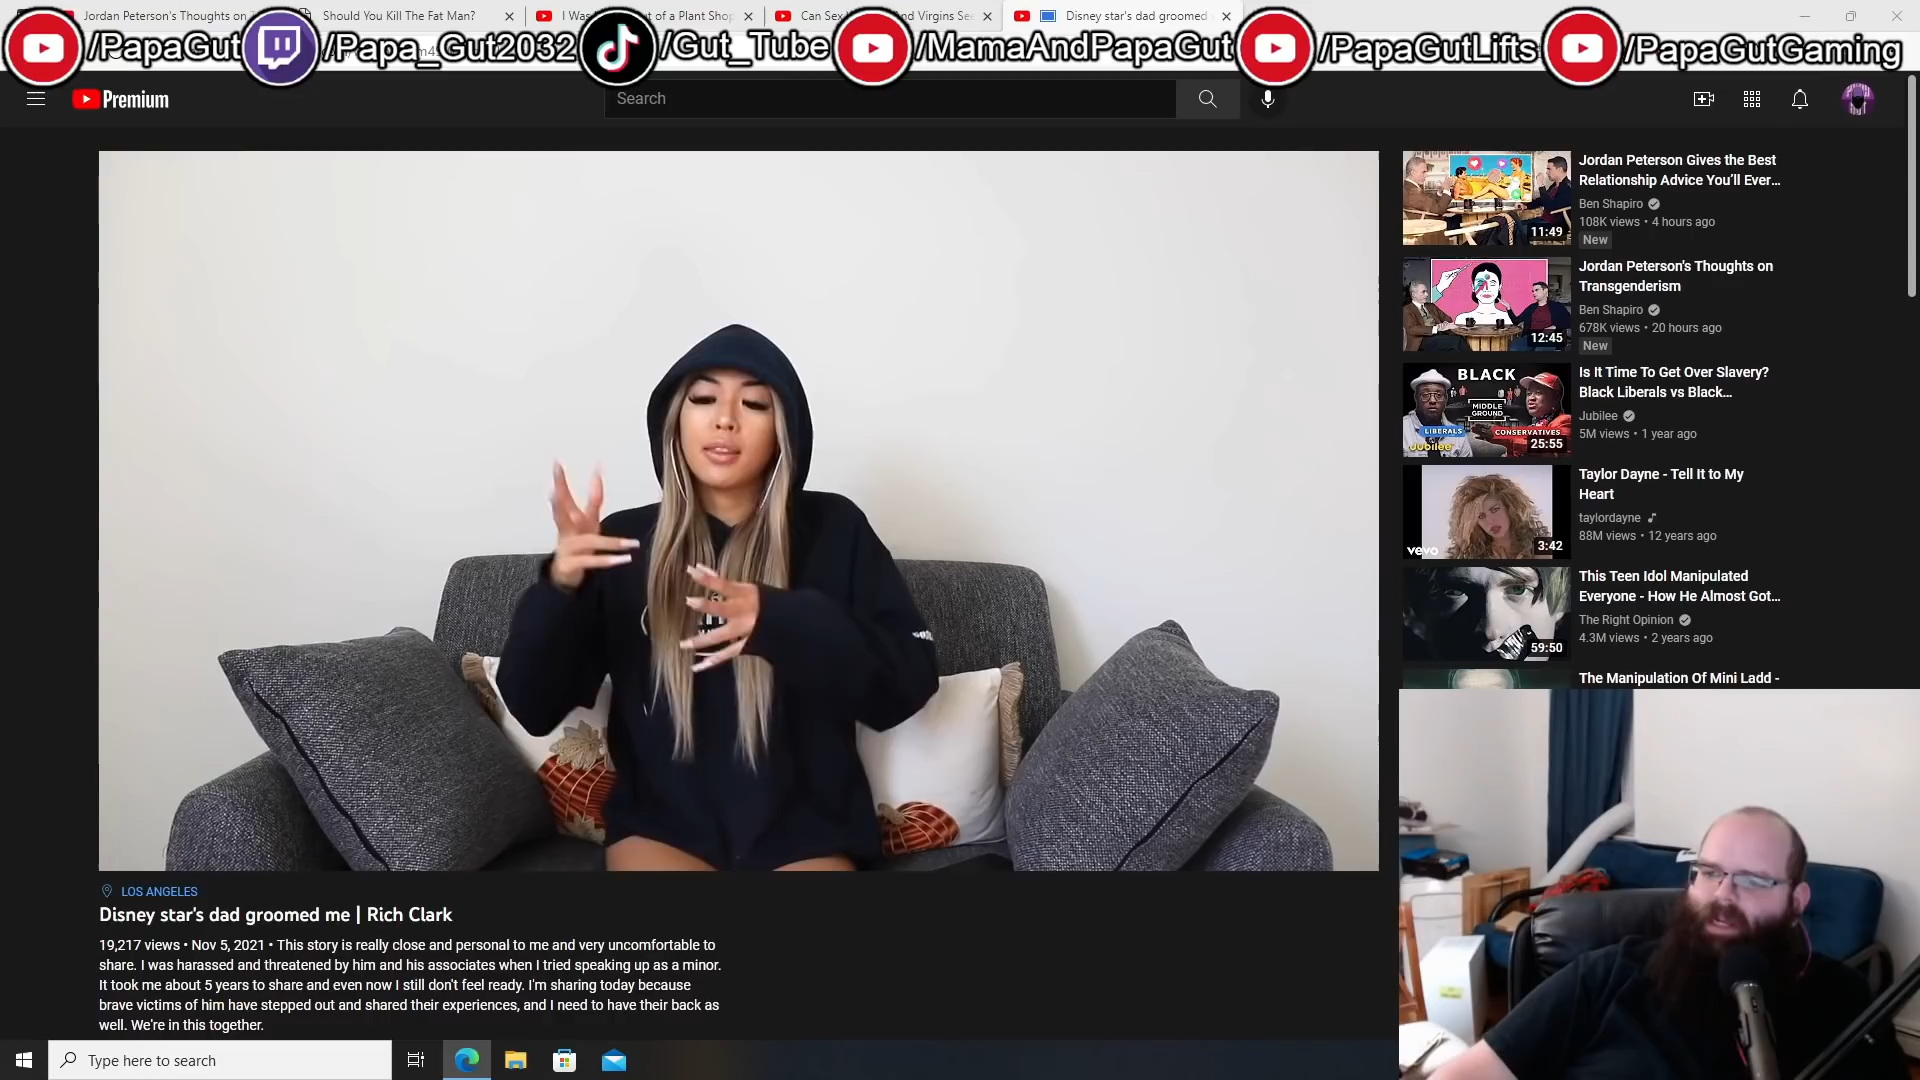 Jordan Peterson's Thoughts on
Should You Kill The Fat Man?
I Was
of a Plant Shop
Can Sex
And Virgins See
Disney star's dad groomed
/PapaGut
/Papa_Gut2032
/Gut_Tube
/MamaAndPapaGut
/PapaGutLifts
/PapaGutGaming
Premium
Search
Jordan Peterson Gives the Best
Relationship Advice You'll Ever...
Ben Shapiro
108K views • 4 hours ago
New
11:49
Jordan Peterson's Thoughts on
Transgenderism
Ben Shapiro
678K views • 20 hours ago
New
12:45
BLACK
MIDDLE
GROUND
LIBERALS
CONSERVATIVES
Jubilee
25:55
Is It Time To Get Over Slavery?
Black Liberals vs Black...
Jubilee
5M views • 1 year ago
vevo
3:42
Taylor Dayne - Tell It to My
Heart
taylordayne
88M views • 12 years ago
59:50
This Teen Idol Manipulated
Everyone - How He Almost Got...
The Right Opinion
4.3M views • 2 years ago
The Manipulation Of Mini Ladd -
LOS ANGELES
Disney star's dad groomed me | Rich Clark
19,217 views • Nov 5, 2021 • This story is really close and personal to me and very uncomfortable to
share. I was harassed and threatened by him and his associates when I tried speaking up as a minor.
It took me about 5 years to share and even now I still don't feel ready. I'm sharing today because
brave victims of him have stepped out and shared their experiences, and I need to have their back as
well. We're in this together.
Type here to search